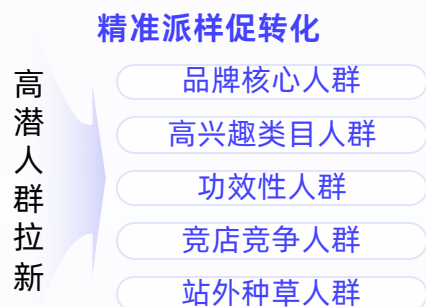 精准派样促转化
高潜人群拉新
品牌核心人群
高兴趣类目人群
功效性人群
竞店竞争人群
站外种草人群